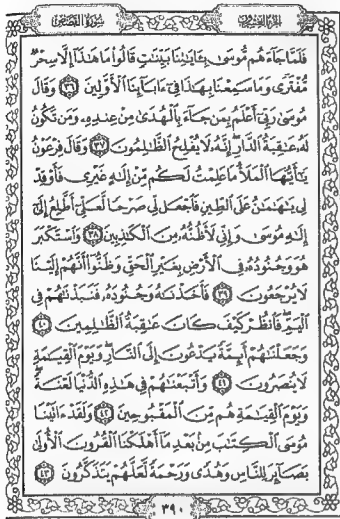 الجزء العشرون
سورة القصص
فَلَمَّا جَاءَهُم مُّوسَىٰ بِـَٔايَٰتِنَا بَيِّنَٰتٍ قَالُوا۟ مَا هَٰذَآ إِلَّا سِحْرٌ
مُّفْتَرًى وَمَا سَمِعْنَا بِهَٰذَا فِىٓ ءَابَآئِنَا ٱلْأَوَّلِينَ ٣٦ وَقَالَ
مُوسَىٰ رَبِّىٓ أَعْلَمُ بِمَن جَآءَ بِٱلْهُدَىٰ مِنْ عِندِهِۦ وَمَن تَكُونُ
لَهُۥ عَٰقِبَةُ ٱلدَّارِ إِنَّهُۥ لَا يُفْلِحُ ٱلظَّٰلِمُونَ ٣٧ وَقَالَ فِرْعَوْنُ
يَٰٓأَيُّهَا ٱلْمَلَأُ مَا عَلِمْتُ لَكُم مِّنْ إِلَٰهٍ غَيْرِى فَأَوْقِدْ
لِى يَٰهَٰمَٰنُ عَلَى ٱلطِّينِ فَٱجْعَل لِّى صَرْحًا لَّعَلِّىٓ أَطَّلِعُ إِلَىٰٓ
إِلَٰهِ مُوسَىٰ وَإِنِّى لَأَظُنُّهُۥ مِنَ ٱلْكَٰذِبِينَ ٣٨ وَٱسْتَكْبَرَ
هُوَ وَجُنُودُهُۥ فِى ٱلْأَرْضِ بِغَيْرِ ٱلْحَقِّ وَظَنُّوٓا۟ أَنَّهُمْ إِلَيْنَا
لَا يُرْجَعُونَ ٣٩ فَأَخَذْنَٰهُ وَجُنُودَهُۥ فَنَبَذْنَٰهُمْ فِى
ٱلْيَمِّ فَٱنظُرْ كَيْفَ كَانَ عَٰقِبَةُ ٱلظَّٰلِمِينَ ٤٠
وَجَعَلْنَٰهُمْ أَئِمَّةً يَدْعُونَ إِلَى ٱلنَّارِ وَيَوْمَ ٱلْقِيَٰمَةِ
لَا يُنصَرُونَ ٤١ وَأَتْبَعْنَٰهُمْ فِى هَٰذِهِ ٱلدُّنْيَا لَعْنَةً
وَيَوْمَ ٱلْقِيَٰمَةِ هُم مِّنَ ٱلْمَقْبُوحِينَ ٤٢ وَلَقَدْ ءَاتَيْنَا
مُوسَى ٱلْكِتَٰبَ مِنۢ بَعْدِ مَآ أَهْلَكْنَا ٱلْقُرُونَ ٱلْأُولَىٰ
بَصَآئِرَ لِلنَّاسِ وَهُدًى وَرَحْمَةً لَّعَلَّهُمْ يَتَذَكَّرُونَ ٤٣
٣٩٠